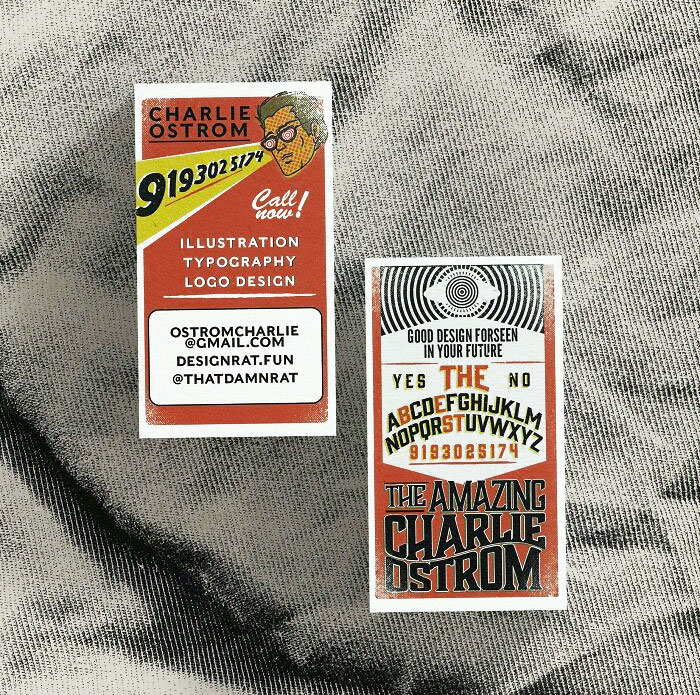 CHARLIE
OSTROM
9193025174
Call
now!
ILLUSTRATION
TYPOGRAPHY
LOGO DESIGN
OSTROMCHARLIE
@GMAIL.COM
DESIGNRAT.FUN
@THATDAMNRAT
GOOD DESIGN FORSEEN
IN YOUR FUTURE
YES THE NO
ABCDEFGHIJKLM
NOPQRSTUVWXYZ
9193025174
THE AMAZING
CHARLIE
OSTROM